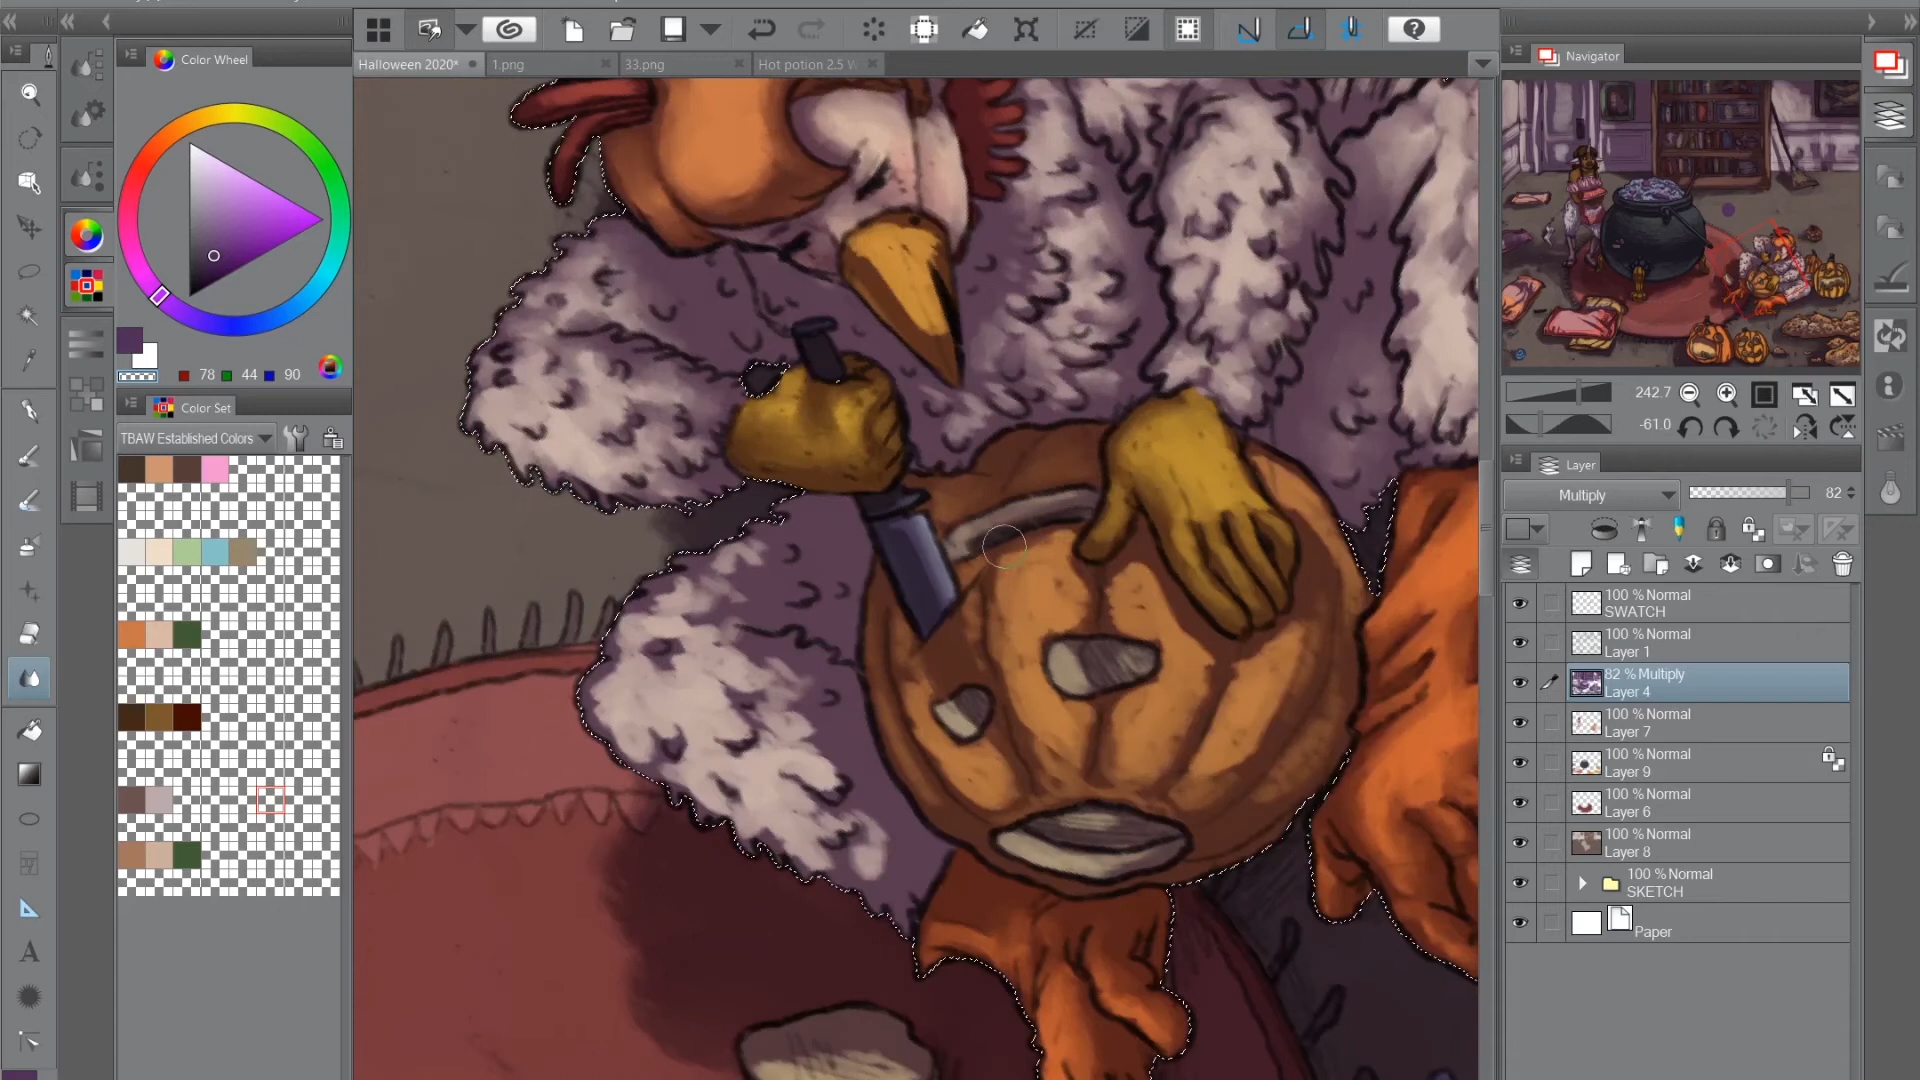 Halloween 2020*
1.png
33.png
Hot potion 2.5 W
Color Wheel
78
44
90
Color Set
TBAW Established Colors
Navigator
242.7
-61.0
Layer
Multiply
82
100 % Normal
SWATCH
100 % Normal
Layer 1
82 % Multiply
Layer 4
100 % Normal
Layer 7
100 % Normal
Layer 9
100 % Normal
Layer 6
100 % Normal
Layer 8
100 % Normal
SKETCH
Paper